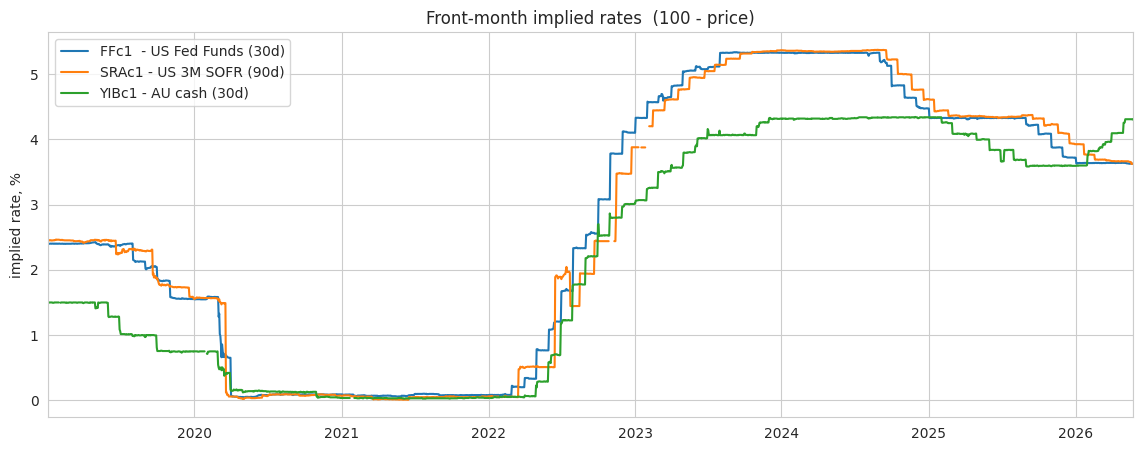 Front-month implied rates  (100 - price)
FFc1  - US Fed Funds (30d)
SRAc1 - US 3M SOFR (90d)
YIBc1 - AU cash (30d)
implied rate, %
5
4
3
2
1
0
2020
2021
2022
2023
2024
2025
2026